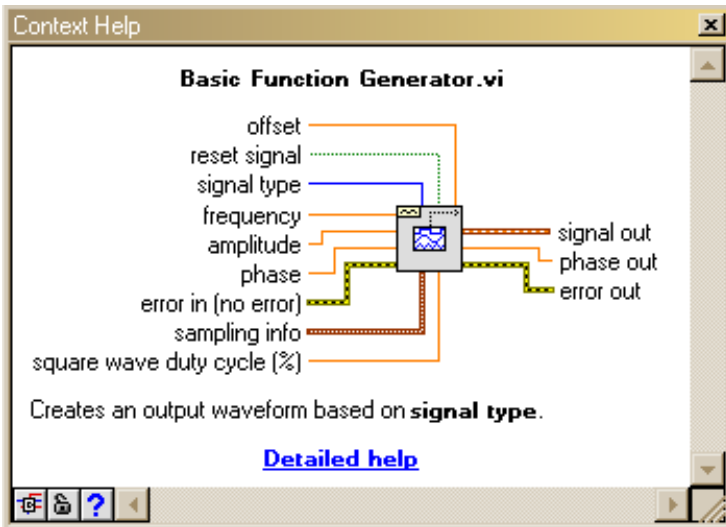 Context Help
Basic Function Generator.vi
offset
reset signal
signal type
frequency
amplitude
phase
error in (no error)
sampling info
square wave duty cycle (%)
signal out
phase out
error out
Creates an output waveform based on signal type.
Detailed help
?